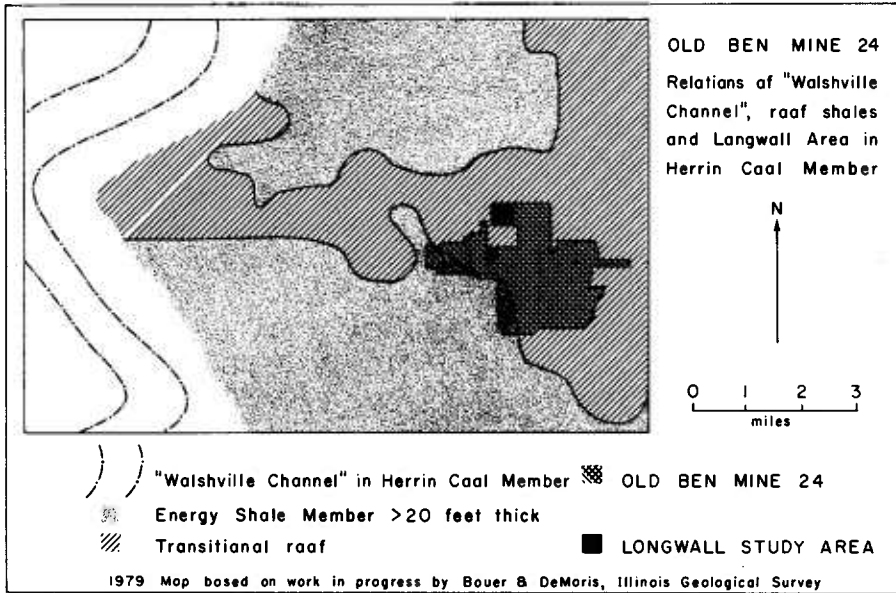 OLD BEN MINE 24
Relations of "Walshville
Channel", raaf shales
and Langwall Area in
Herrin Caal Member
N
0 1 2 3
miles
"Walshville Channel" in Herrin Caal Member
OLD BEN MINE 24
Energy Shale Member >20 feet thick
Transitional raaf
LONGWALL STUDY AREA
1979 Map based on work in progress by Bouer & DeMaris, Illinois Geological Survey